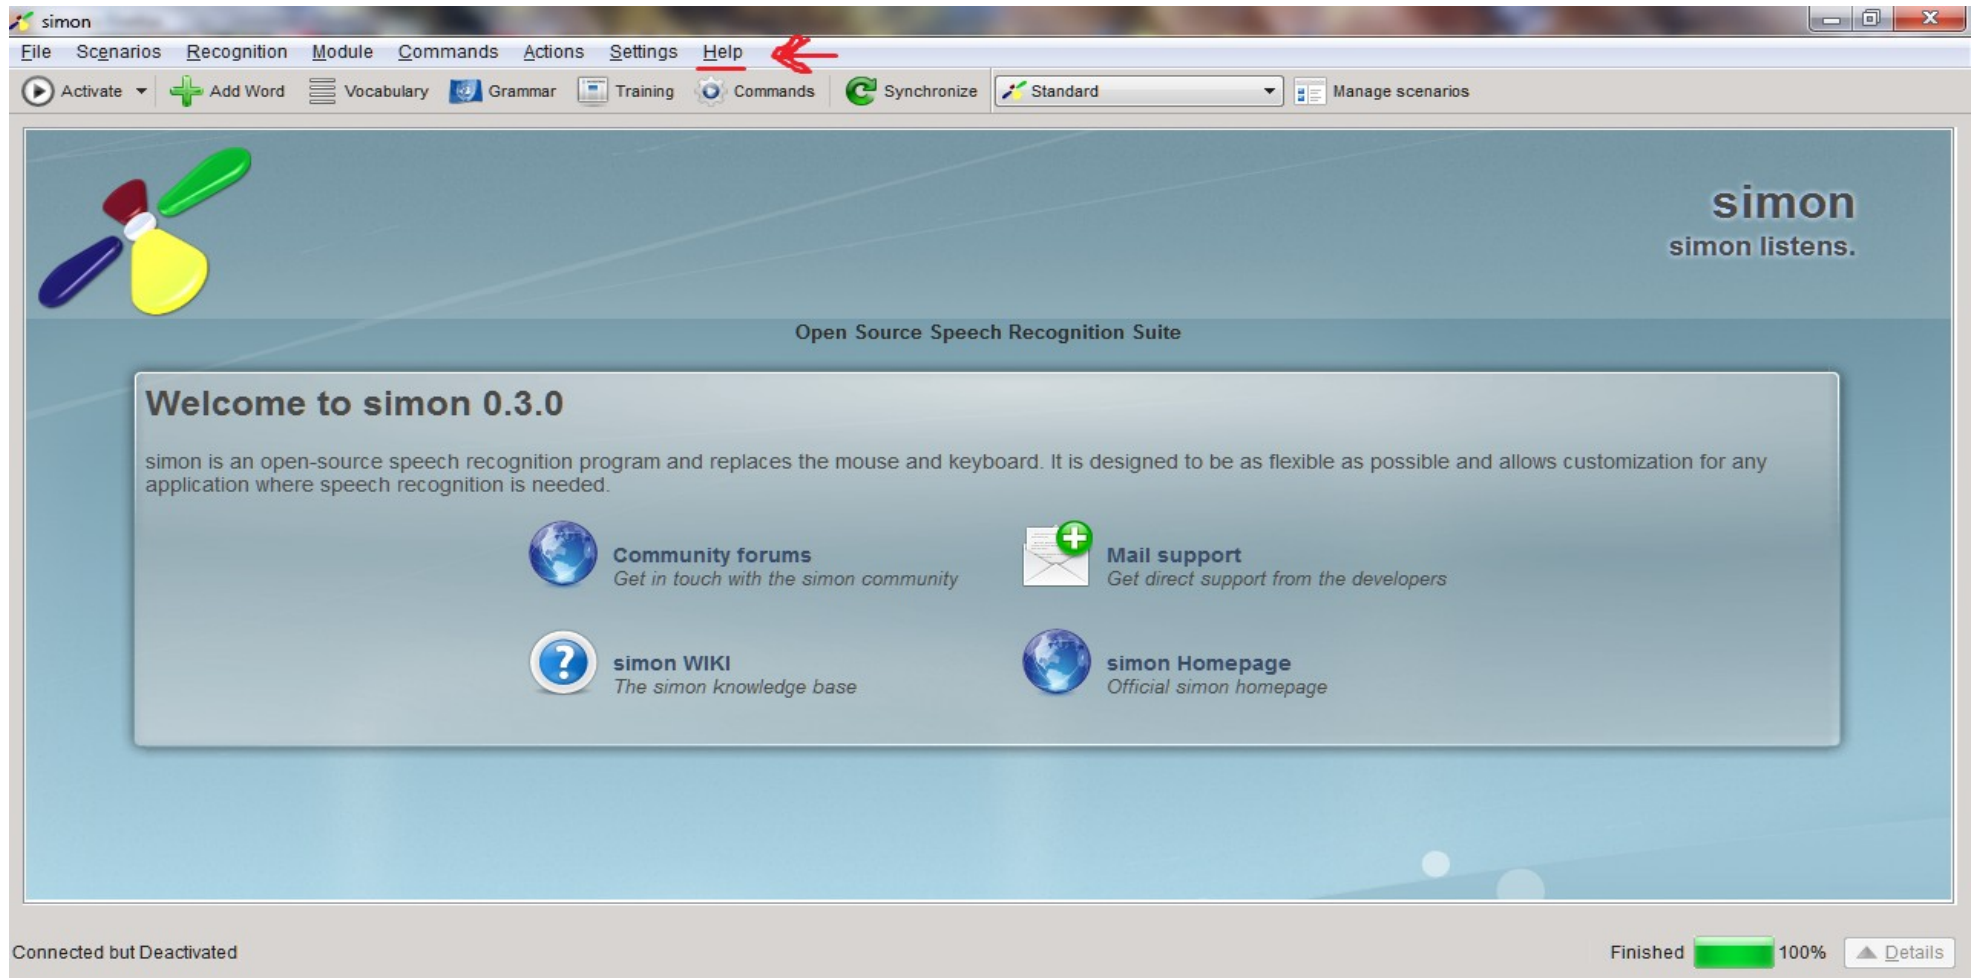 simon
File Scenarios Recognition Module Commands Actions Settings Help
Activate Add Word Vocabulary Grammar Training Commands Synchronize Standard Manage scenarios
simon
simon listens.
Open Source Speech Recognition Suite
Welcome to simon 0.3.0
simon is an open-source speech recognition program and replaces the mouse and keyboard. It is designed to be as flexible as possible and allows customization for any
application where speech recognition is needed.
Community forums
Get in touch with the simon community
Mail support
Get direct support from the developers
simon WIKI
The simon knowledge base
simon Homepage
Official simon homepage
Connected but Deactivated
Finished 100% Details